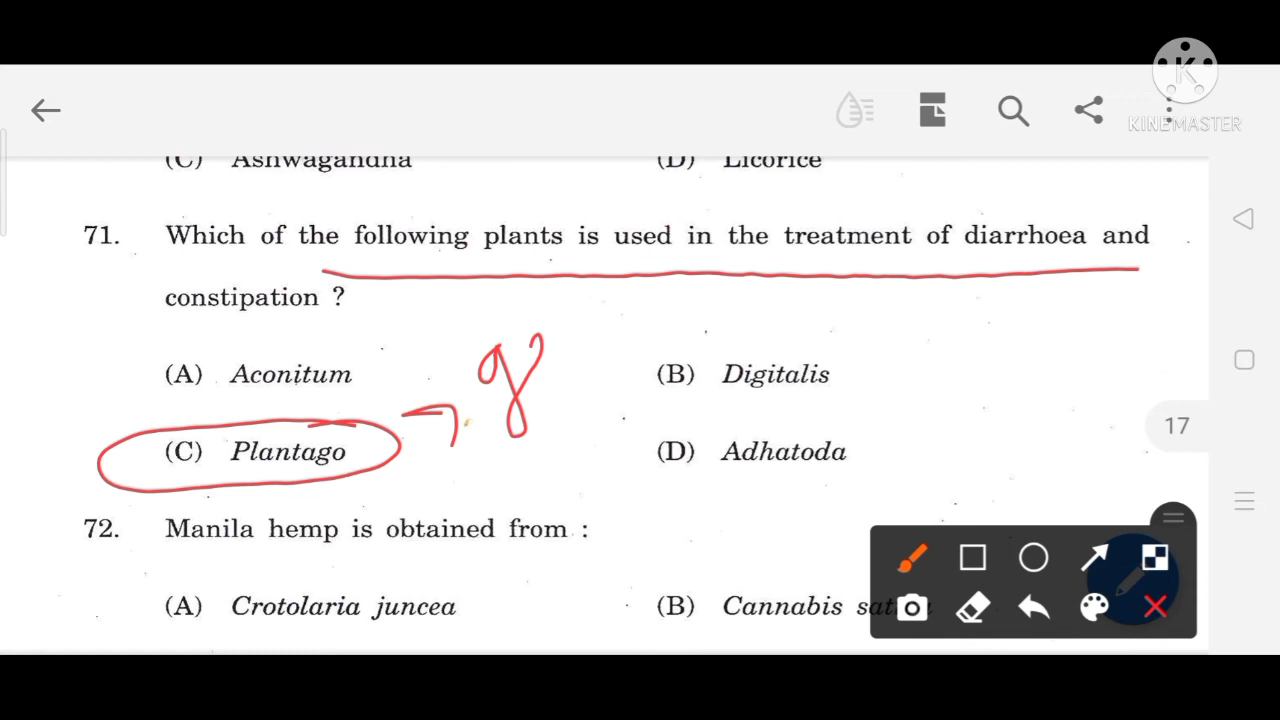 KINEMASTER
(C) Ashwagandha (D) Licorice
71. Which of the following plants is used in the treatment of diarrhoea and
constipation ?
(A) Aconitum (B) Digitalis
(C) Plantago (D) Adhatoda
17
72. Manila hemp is obtained from :
(A) Crotolaria juncea (B) Cannabis